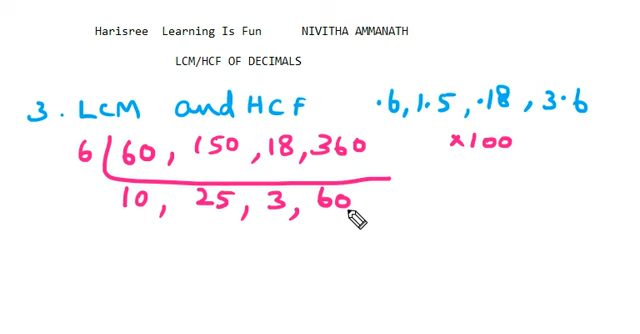 Harisree Learning Is Fun NIVITHA AMMANATH
LCM/HCF OF DECIMALS
3. LCM and HCF .6, 1.5, .18, 3.6
6 60, 150, 18, 360 ×100
10, 25, 3, 60